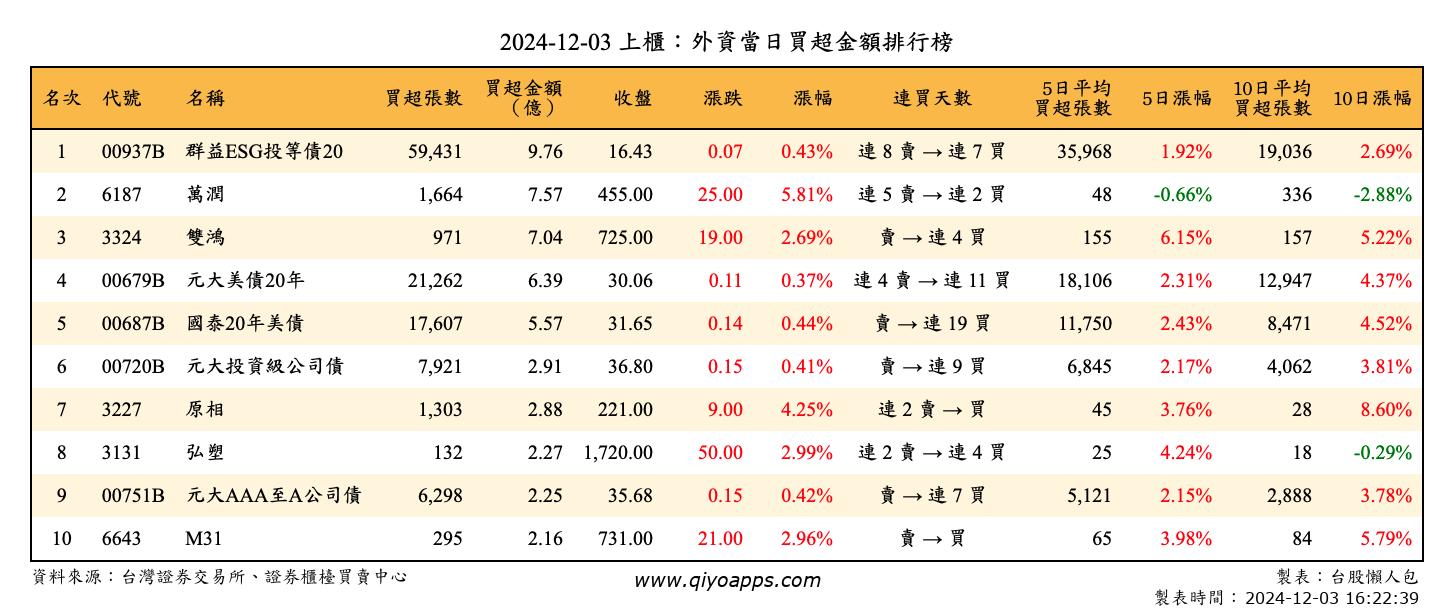 2024-12-03 上櫃：外資當日買超金額排行榜
名次 代號 名稱 買超張數 買超金額（億） 收盤 漲跌 漲幅 連買天數 5日平均買超張數 5日漲幅 10日平均買超張數 10日漲幅
1 00937B 群益ESG投等債20 59,431 9.76 16.43 0.07 0.43% 連 8 賣 → 連 7 買 35,968 1.92% 19,036 2.69%
2 6187 萬潤 1,664 7.57 455.00 25.00 5.81% 連 5 賣 → 連 2 買 48 -0.66% 336 -2.88%
3 3324 雙鴻 971 7.04 725.00 19.00 2.69% 賣 → 連 4 買 155 6.15% 157 5.22%
4 00679B 元大美債20年 21,262 6.39 30.06 0.11 0.37% 連 4 賣 → 連 11 買 18,106 2.31% 12,947 4.37%
5 00687B 國泰20年美債 17,607 5.57 31.65 0.14 0.44% 賣 → 連 19 買 11,750 2.43% 8,471 4.52%
6 00720B 元大投資級公司債 7,921 2.91 36.80 0.15 0.41% 賣 → 連 9 買 6,845 2.17% 4,062 3.81%
7 3227 原相 1,303 2.88 221.00 9.00 4.25% 連 2 賣 → 買 45 3.76% 28 8.60%
8 3131 弘塑 132 2.27 1,720.00 50.00 2.99% 連 2 賣 → 連 4 買 25 4.24% 18 -0.29%
9 00751B 元大AAA至A公司債 6,298 2.25 35.68 0.15 0.42% 賣 → 連 7 買 5,121 2.15% 2,888 3.78%
10 6643 M31 295 2.16 731.00 21.00 2.96% 賣 → 買 65 3.98% 84 5.79%
資料來源：台灣證券交易所、證券櫃檯買賣中心 www.qiyoapps.com 製表：台股懶人包
製表時間：2024-12-03 16:22:39